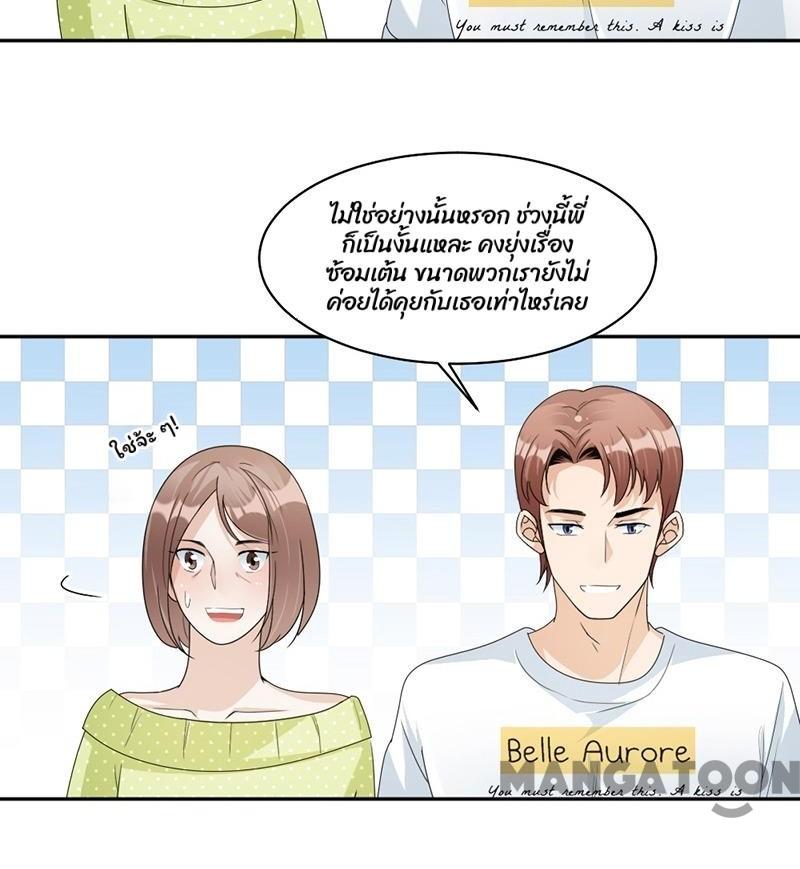 You must remember this. A kiss is
ไม่ใช่อย่างนั้นหรอก ช่วงนี้พี่
ก็เป็นงั้นแหละ คงยุ่งเรื่อง
ซ้อมเต้น ขนาดพวกเรายังไม่
ค่อยได้คุยกับเธอเท่าไหร่เลย
ใช่จ้ะ ๆ!
Belle Aurore
MANGATOON
You must remember this. A kiss is